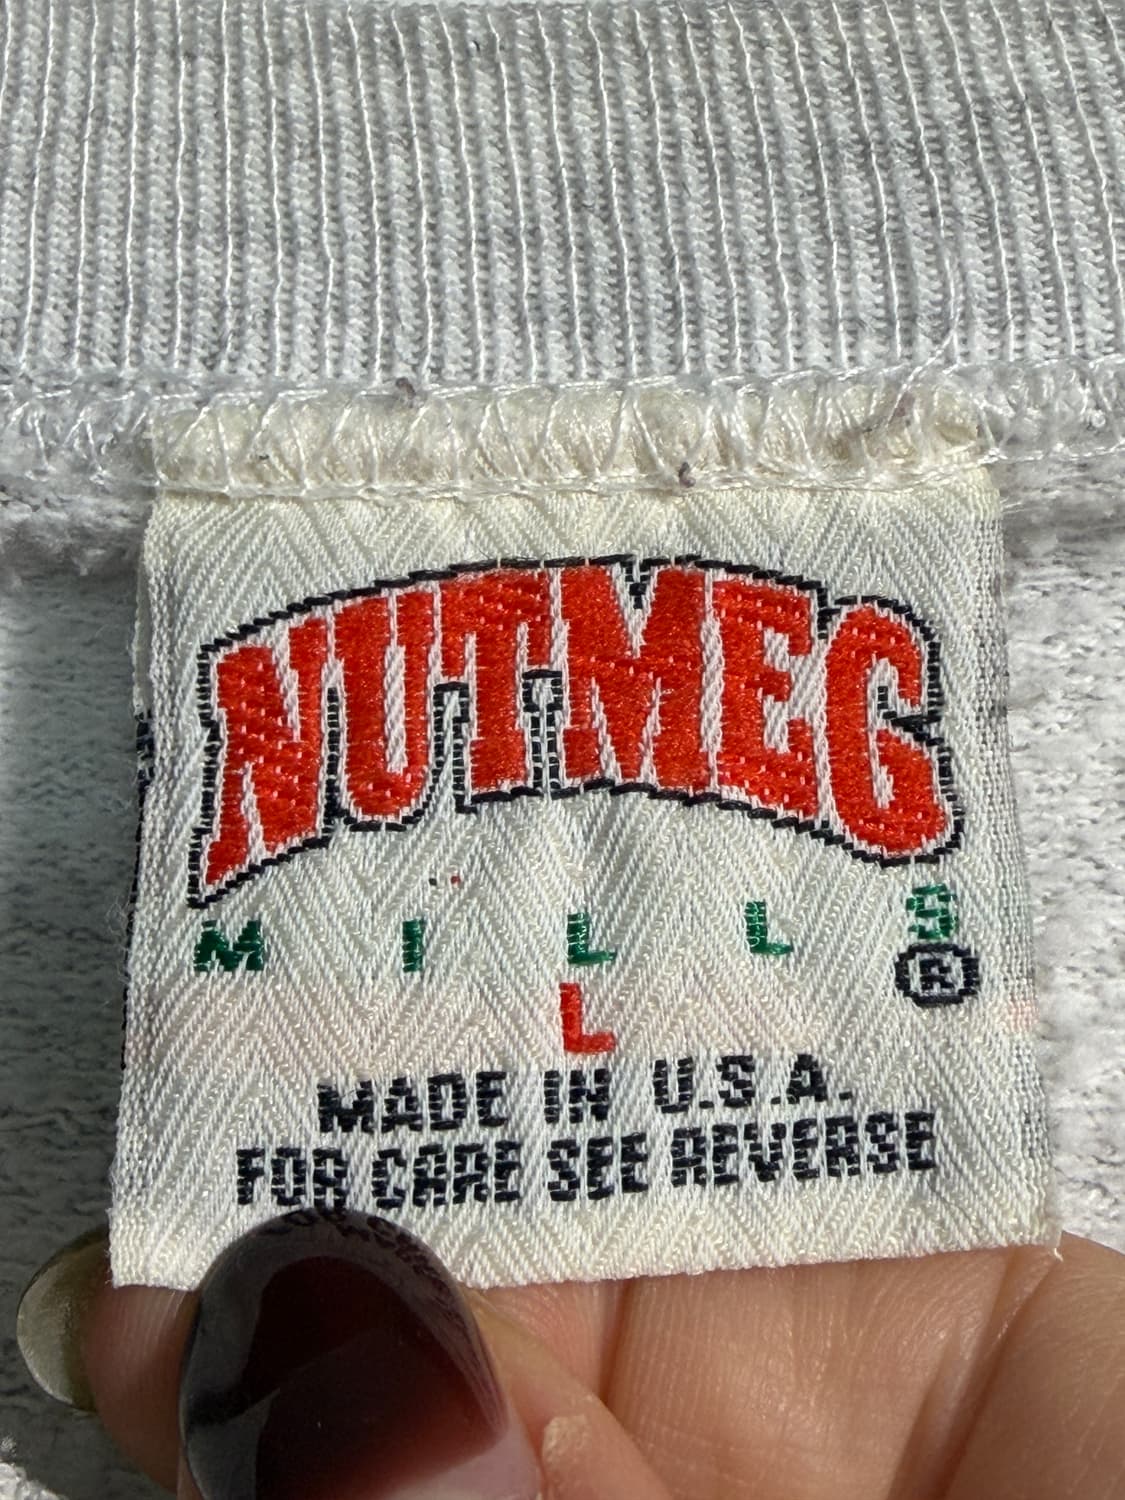 NUTMEG
MILLS
®
L
MADE IN U.S.A.
FOR CARE SEE REVERSE